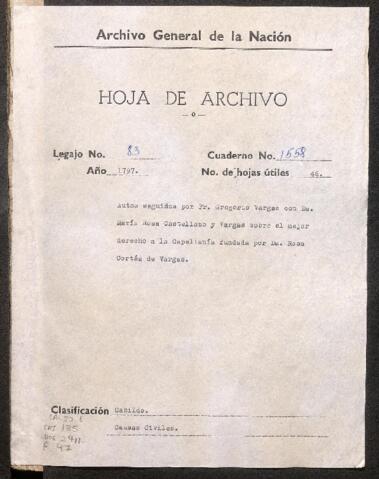 Archivo General de la Nación
HOJA DE ARCHIVO
Legajo No. 83 Cuaderno No. 1558
Año 1797. No. de hojas útiles 46.
Autos seguidos por Fr. Gregorio Vargas con Da.
María Rosa Castellano y Vargas sobre el mejor
derecho a la Capellanía fundada por Da. Rosa
Cortés de Vargas.
Clasificación Cabildo.
Causas Civiles.
CAJ 135